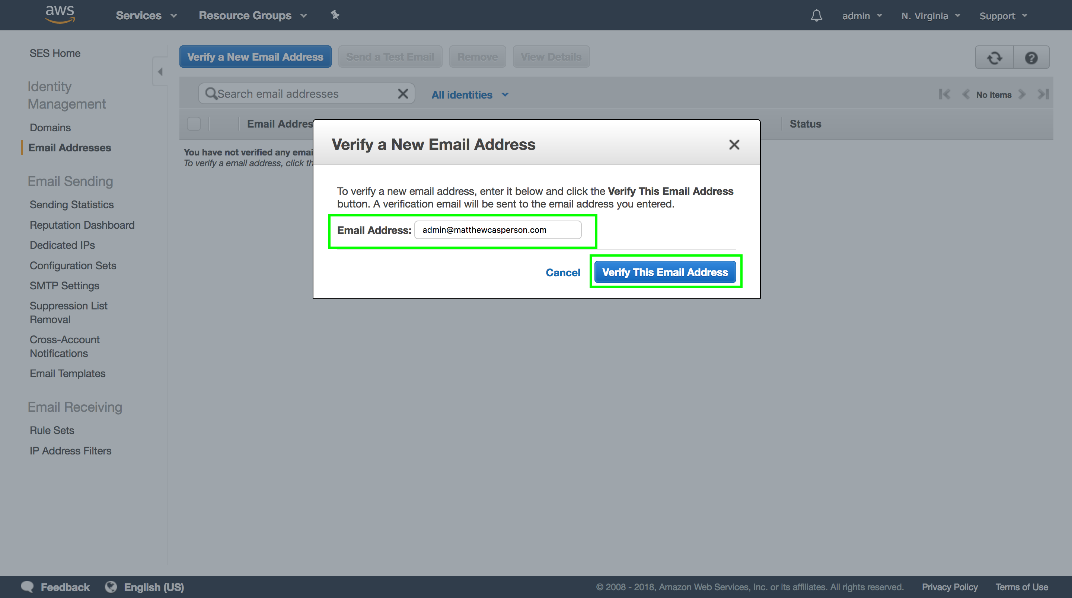 aws
Services
Resource Groups
admin
N. Virginia
Support
SES Home
Identity
Management
Domains
Email Addresses
Email Sending
Sending Statistics
Reputation Dashboard
Dedicated IPs
Configuration Sets
SMTP Settings
Suppression List
Removal
Cross-Account
Notifications
Email Templates
Email Receiving
Rule Sets
IP Address Filters
Verify a New Email Address
Send a Test Email
Remove
View Details
?
Search email addresses
All identities
No items
Email Addres
Status
You have not verified any emai
To verify a email address, click th
Verify a New Email Address
To verify a new email address, enter it below and click the Verify This Email Address
button. A verification email will be sent to the email address you entered.
Email Address: admin@matthewcasperson.com
Cancel
Verify This Email Address
Feedback
English (US)
© 2008 - 2018, Amazon Web Services, Inc. or its affiliates. All rights reserved.
Privacy Policy
Terms of Use